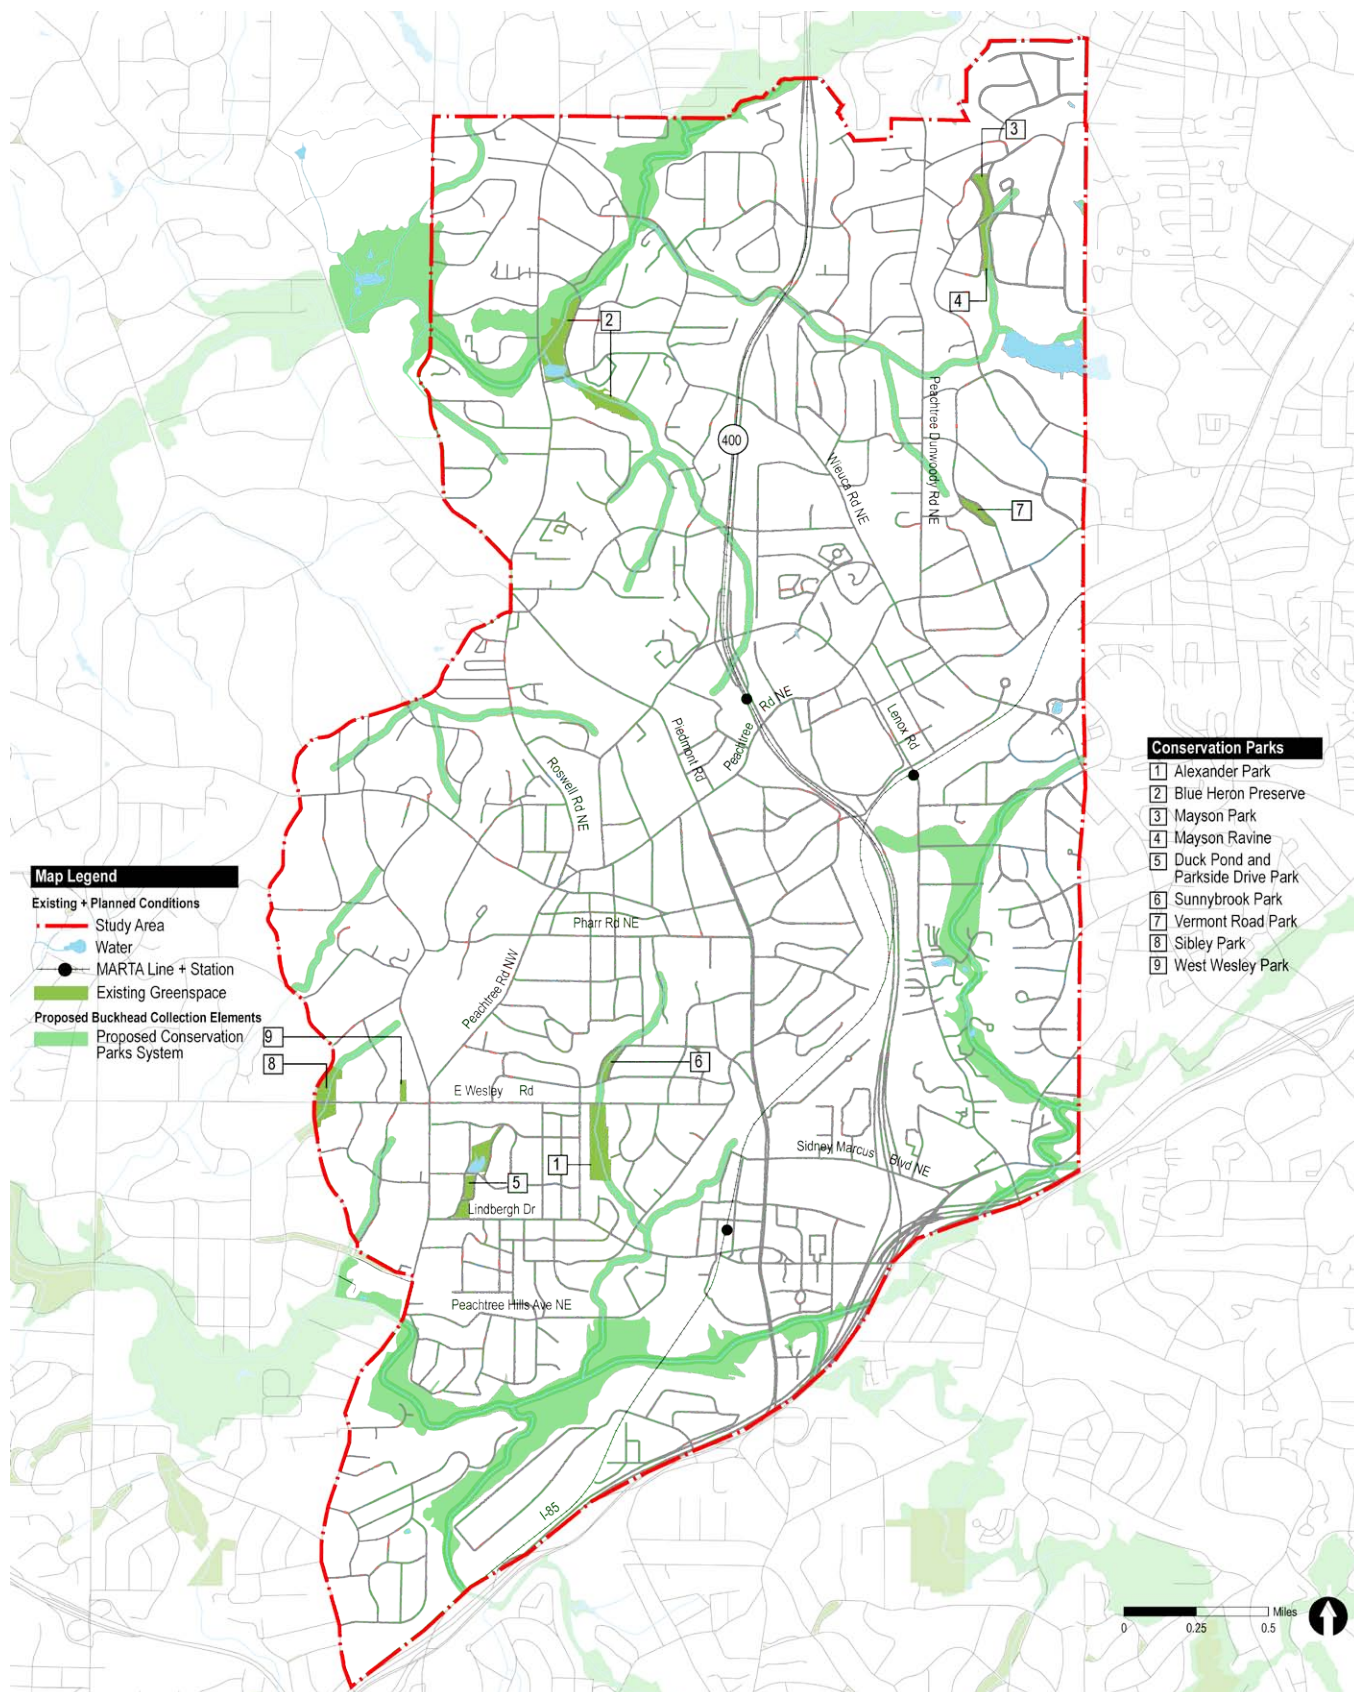 3
4
2
400
Wieuca Rd NE
Peachtree Dunwoody Rd NE
7
Peachtree Rd NE
Piedmont Rd
Lenox Rd
Roswell Rd NE
Conservation Parks
1 Alexander Park
2 Blue Heron Preserve
3 Mayson Park
4 Mayson Ravine
5 Duck Pond and
Parkside Drive Park
6 Sunnybrook Park
7 Vermont Road Park
8 Sibley Park
9 West Wesley Park
Map Legend
Existing + Planned Conditions
Study Area
Water
MARTA Line + Station
Existing Greenspace
Proposed Buckhead Collection Elements
Proposed Conservation
Parks System
Pharr Rd NE
Peachtree Rd NW
9
8
6
E Wesley Rd
Sidney Marcus Blvd NE
1
5
Lindbergh Dr
Peachtree Hills Ave NE
I-85
Miles
0 0.25 0.5